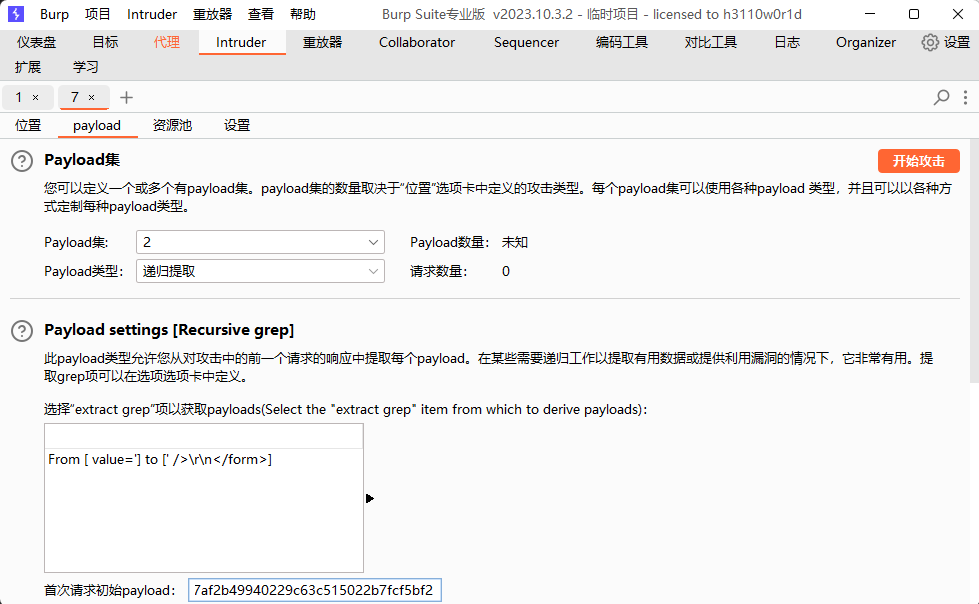 Burp 项目 Intruder 重放器 查看 帮助 Burp Suite专业版 v2023.10.3.2 - 临时项目 - licensed to h3110w0r1d
仪表盘 目标 代理 Intruder 重放器 Collaborator Sequencer 编码工具 对比工具 日志 Organizer 设置
扩展 学习
1 × 7 × +
位置 payload 资源池 设置
? Payload集 开始攻击
您可以定义一个或多个有payload集。payload集的数量取决于“位置”选项卡中定义的攻击类型。每个payload集可以使用各种payload 类型，并且可以以各种方
式定制每种payload类型。
Payload集: 2 Payload数量: 未知
Payload类型: 递归提取 请求数量: 0
? Payload settings [Recursive grep]
此payload类型允许您从对攻击中的前一个请求的响应中提取每个payload。在某些需要递归工作以提取有用数据或提供利用漏洞的情况下，它非常有用。提
取grep项可以在选项选项卡中定义。
选择“extract grep”项以获取payloads(Select the "extract grep" item from which to derive payloads):
From [ value='] to [' />\r\n</form>]
首次请求初始payload: 7af2b49940229c63c515022b7fcf5bf2